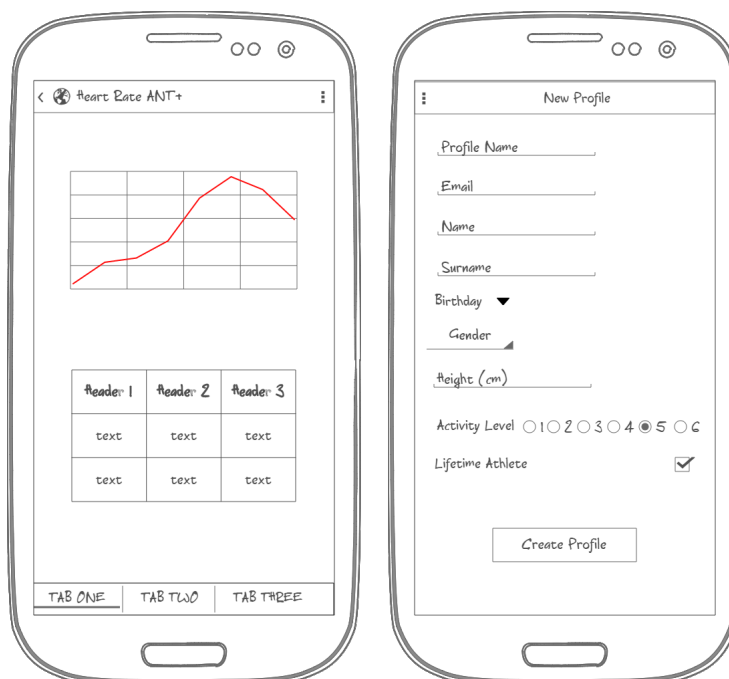 Heart Rate ANT+
Header 1 Header 2 Header 3
text text text
text text text
TAB ONE TAB TWO TAB THREE
New Profile
Profile Name
Email
Name
Surname
Birthday
Gender
Height (cm)
Activity Level 1 2 3 4 5 6
Lifetime Athlete
Create Profile